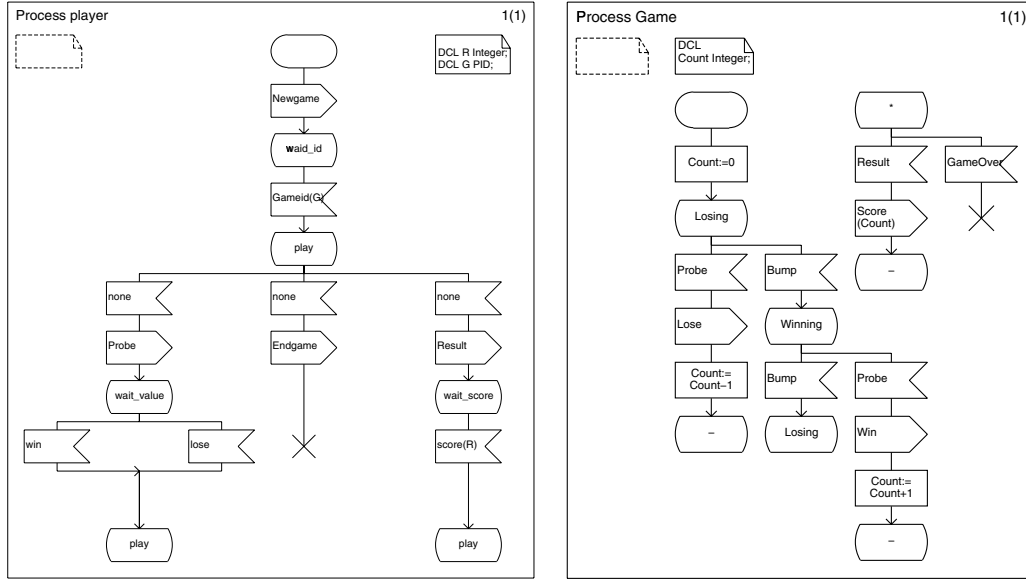 Process player
1(1)
DCL R Integer;
DCL G PID;
Newgame
waid_id
Gameid(G)
play
none
none
none
Probe
Endgame
Result
wait_value
wait_score
win
lose
score(R)
play
play
Process Game
1(1)
DCL
Count Integer;
*
Count:=0
Result
GameOver
Losing
Score
(Count)
Probe
Bump
–
Lose
Winning
Count:=
Count–1
Bump
Probe
–
Losing
Win
Count:=
Count+1
–